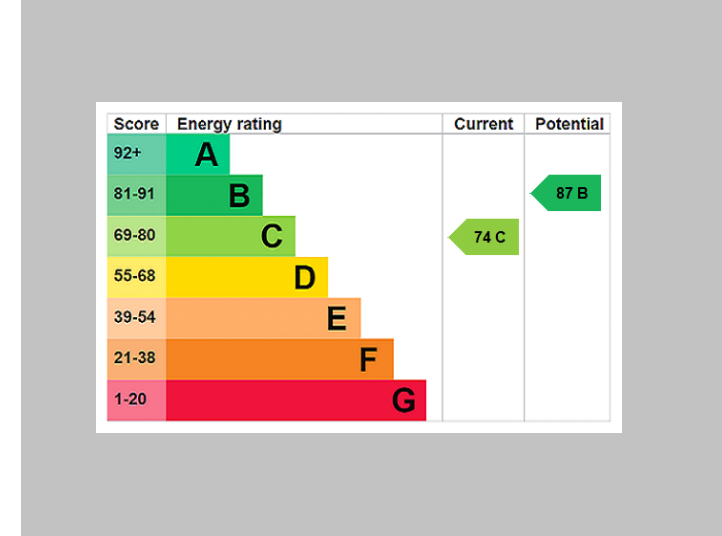 Score Energy rating Current Potential
92+ A
81-91 B 87 B
69-80 C 74 C
55-68 D
39-54 E
21-38 F
1-20 G